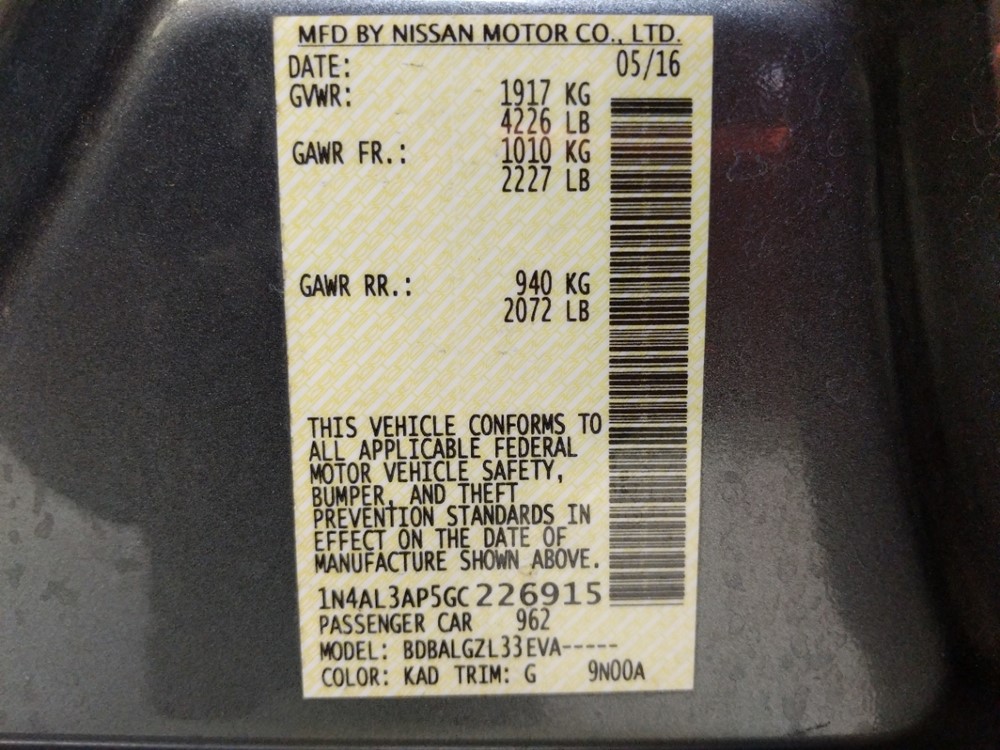 MFD BY NISSAN MOTOR CO., LTD.
DATE: 05/16
GVWR: 1917 KG
4226 LB
GAWR FR.: 1010 KG
2227 LB
GAWR RR.: 940 KG
2072 LB
THIS VEHICLE CONFORMS TO
ALL APPLICABLE FEDERAL
MOTOR VEHICLE SAFETY,
BUMPER, AND THEFT
PREVENTION STANDARDS IN
EFFECT ON THE DATE OF
MANUFACTURE SHOWN ABOVE.
1N4AL3AP5GC226915
PASSENGER CAR 962
MODEL: BDBALGZL33EVA-----
COLOR: KAD TRIM: G 9N00A